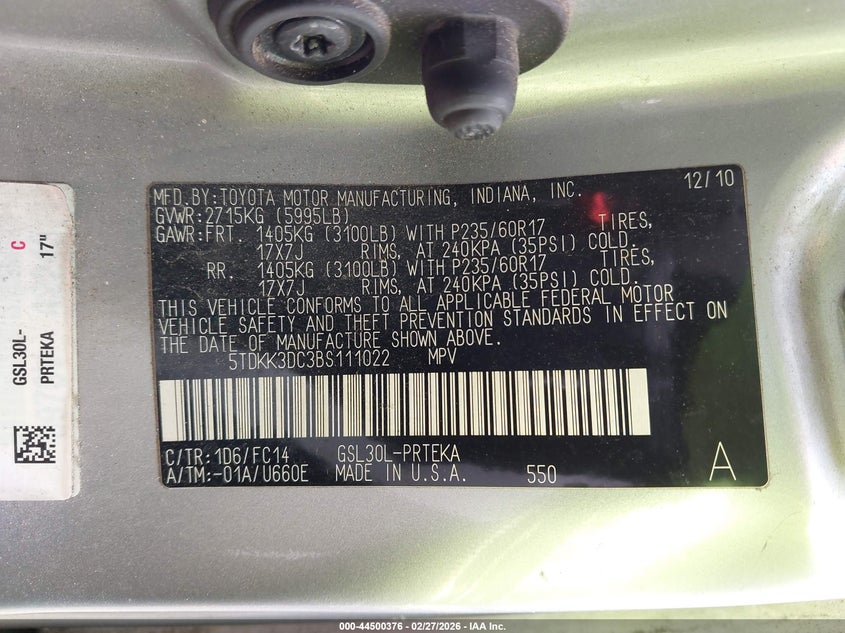 MFD.BY:TOYOTA MOTOR MANUFACTURING, INDIANA, INC. 12/10
GVWR:2715KG (5995LB)
GAWR:FRT. 1405KG (3100LB) WITH P235/60R17 TIRES,
17X7J RIMS, AT 240KPA (35PSI) COLD.
RR. 1405KG (3100LB) WITH P235/60R17 TIRES,
17X7J RIMS, AT 240KPA (35PSI) COLD.
THIS VEHICLE CONFORMS TO ALL APPLICABLE FEDERAL MOTOR
VEHICLE SAFETY AND THEFT PREVENTION STANDARDS IN EFFECT ON
THE DATE OF MANUFACTURE SHOWN ABOVE.
5TDKK3DC3BS111022 MPV
C/TR:1D6/FC14 GSL30L-PRTEKA
A/TM:-01A/U660E MADE IN U.S.A. 550 A
GSL30L- C
PRTEKA 17"
000-44500376 - 02/27/2026 - IAA Inc.